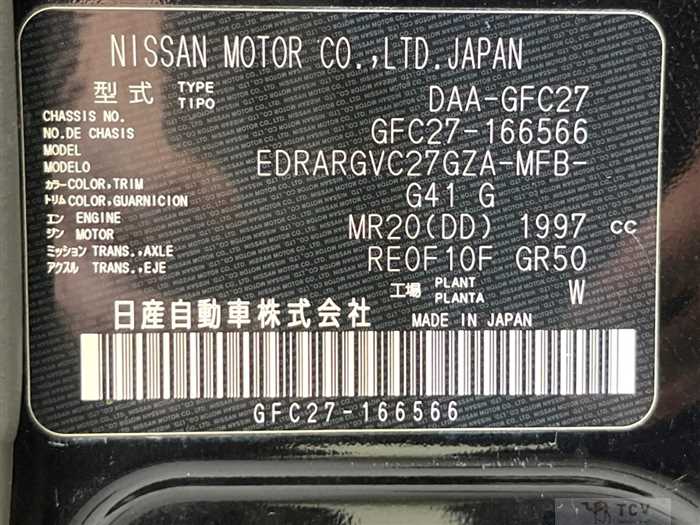 NISSAN MOTOR CO.,LTD.JAPAN
型式 TYPE TIPO DAA-GFC27
CHASSIS NO. NO.DE CHASIS GFC27-166566
MODEL MODELO EDRARGVC27GZA-MFB-
カラー COLOR,TRIM トリム COLOR,GUARNICION G41 G
エン ENGINE ジン MOTOR MR20(DD) 1997 cc
ミッション TRANS.,AXLE アクスル TRANS.,EJE RE0F10F GR50
工場 PLANT PLANTA W
日産自動車株式会社 MADE IN JAPAN
GFC27-166566
TCV